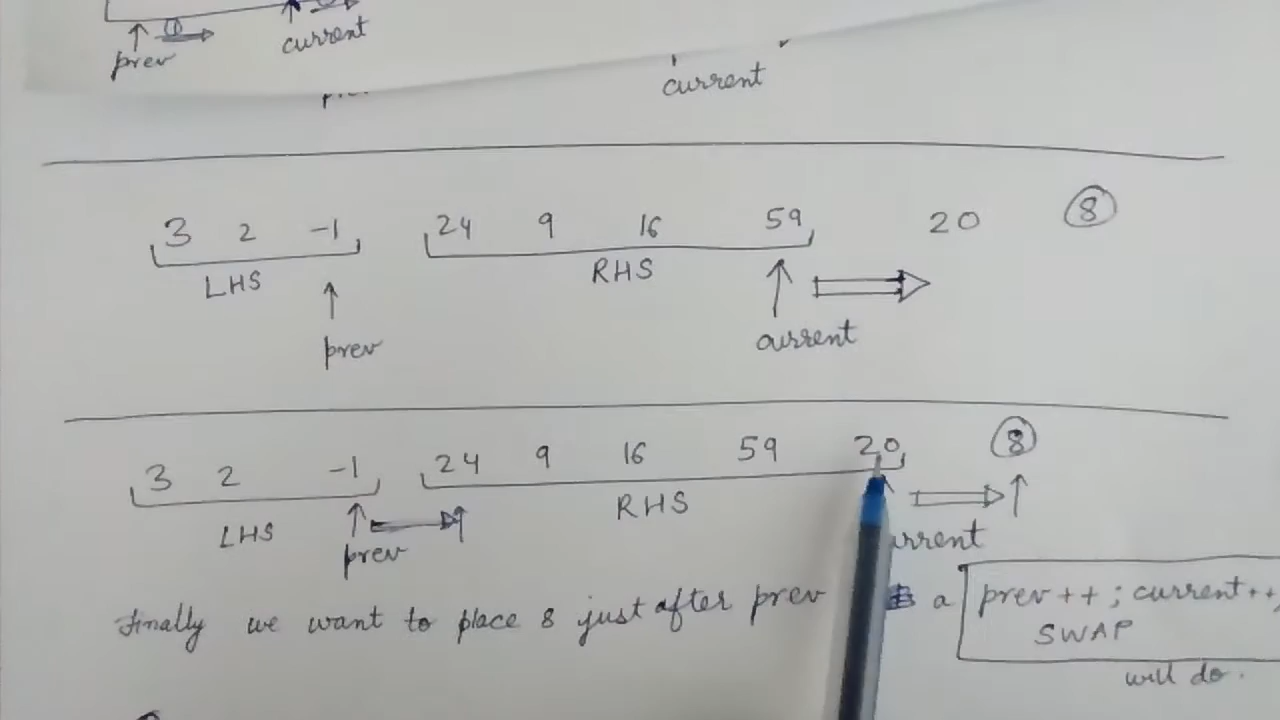 prev ① current
current
3 2 -1 24 9 16 59 20 8
LHS RHS
prev current
3 2 -1 24 9 16 59 20 8
LHS RHS
prev
Finally we want to place 8 just after prev a prev++; current++;
SWAP
will do.